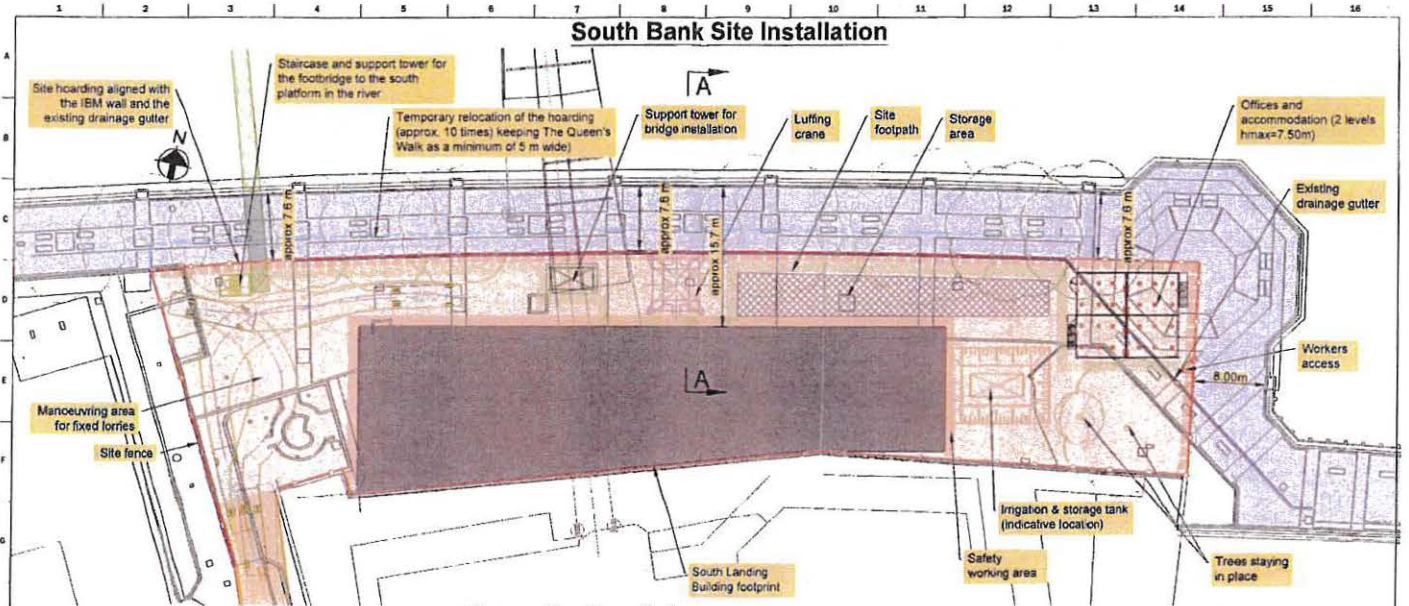 1 2 3 4 5 6 7 8 9 10 11 12 13 14 15 16
South Bank Site Installation
A
B
C
D
E
F
G
Site hoarding aligned with
the IBM wall and the
existing drainage gutter
Staircase and support tower for
the footbridge to the south
platform in the river
Temporary relocation of the hoarding
(approx. 10 times) keeping The Queen's
Walk as a minimum of 5 m wide)
N
Support tower for
bridge installation
A
Luffing
crane
Site
footpath
Storage
area
Offices and
accommodation (2 levels
hmax=7.50m)
Existing
drainage gutter
approx 7.6 m
approx 7.6 m
approx 15.7 m
approx 7.6 m
Workers
access
8.00m
A
Manoeuvring area
for fixed lorries
Site fence
Irrigation & storage tank
(indicative location)
Safety
working area
Trees staying
in place
South Landing
Building footprint